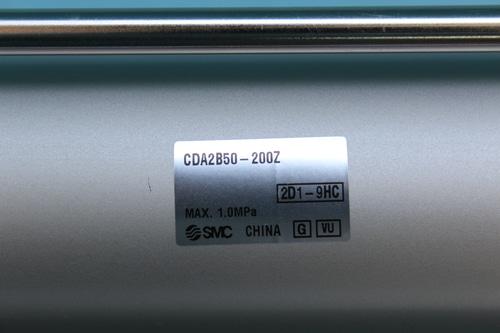 CDA2B50-200Z
2D1-9HC
MAX. 1.0MPa
SMC CHINA G VU